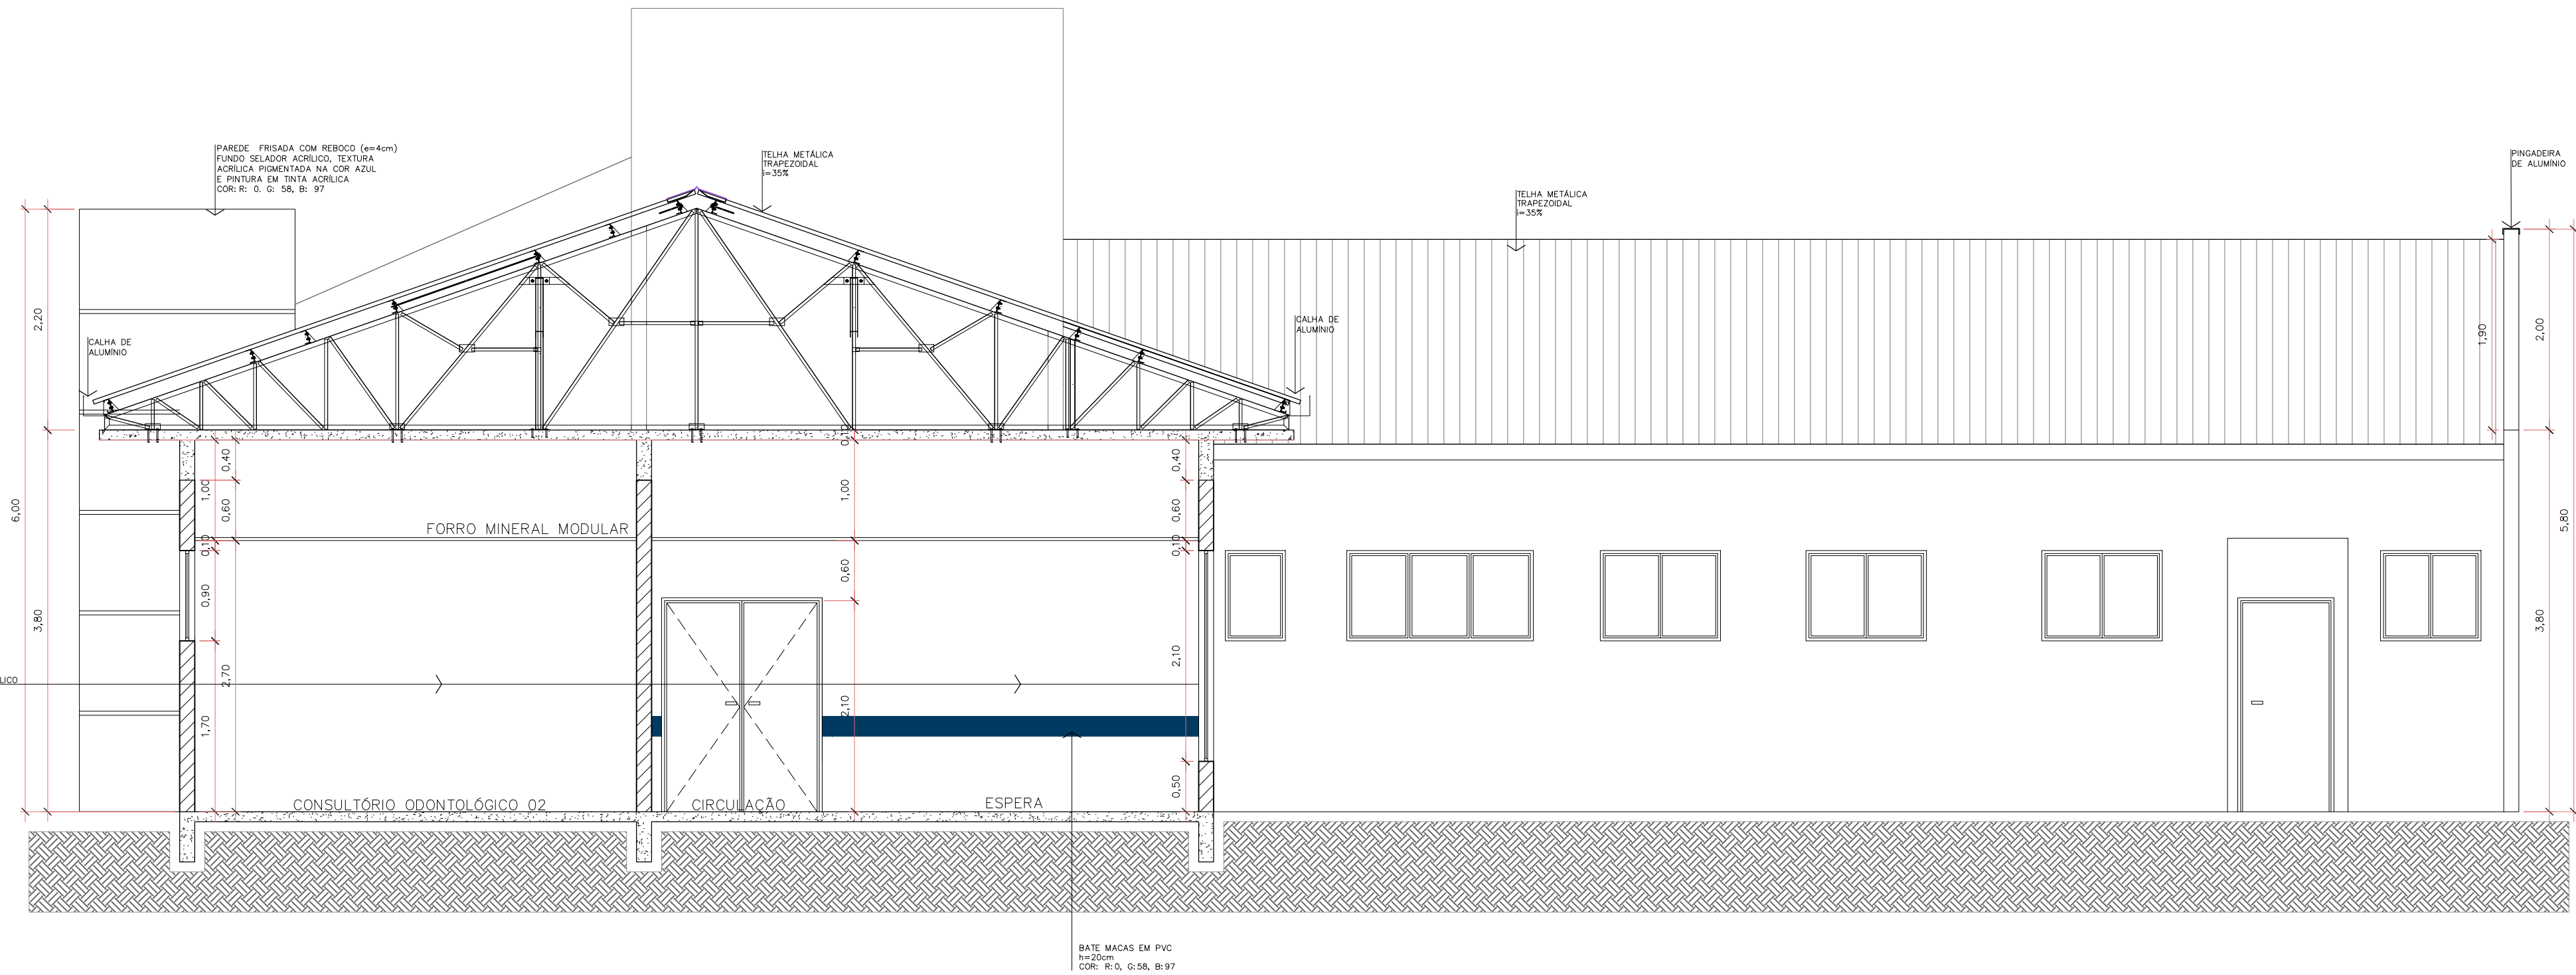 PAREDE FRISADA COM REBOCO (e=4cm)
FUNDO SELADOR ACRÍLICO, TEXTURA
ACRÍLICA PIGMENTADA NA COR AZUL
E PINTURA EM TINTA ACRÍLICA
COR: R: 0. G: 58, B: 97
TELHA METÁLICA
TRAPEZOIDAL
i=35%
TELHA METÁLICA
TRAPEZOIDAL
i=35%
PINGADEIRA
DE ALUMÍNIO
CALHA DE
ALUMÍNIO
CALHA DE
ALUMÍNIO
2,20
6,00
3,80
0,40
1,00
0,60
0,10
0,90
2,70
1,70
FORRO MINERAL MODULAR
1,00
0,60
2,10
0,40
0,60
0,10
2,10
0,50
1,90
2,00
5,80
3,80
LICO
CONSULTÓRIO ODONTOLÓGICO 02
CIRCULAÇÃO
ESPERA
BATE MACAS EM PVC
h=20cm
COR: R:0, G:58, B:97